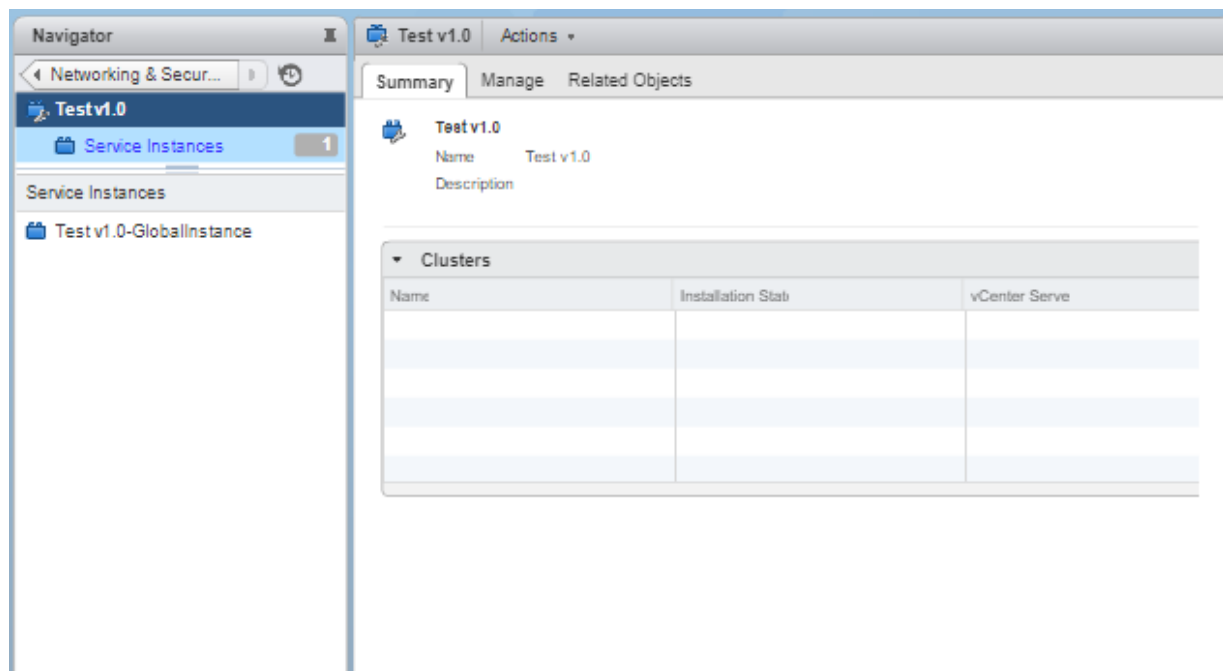 Navigator
Networking & Secur...
Test v1.0
Service Instances 1
Service Instances
Test v1.0-GlobalInstance
Test v1.0 Actions
Summary Manage Related Objects
Test v1.0
Name Test v1.0
Description
Clusters
Name Installation Stat vCenter Serve